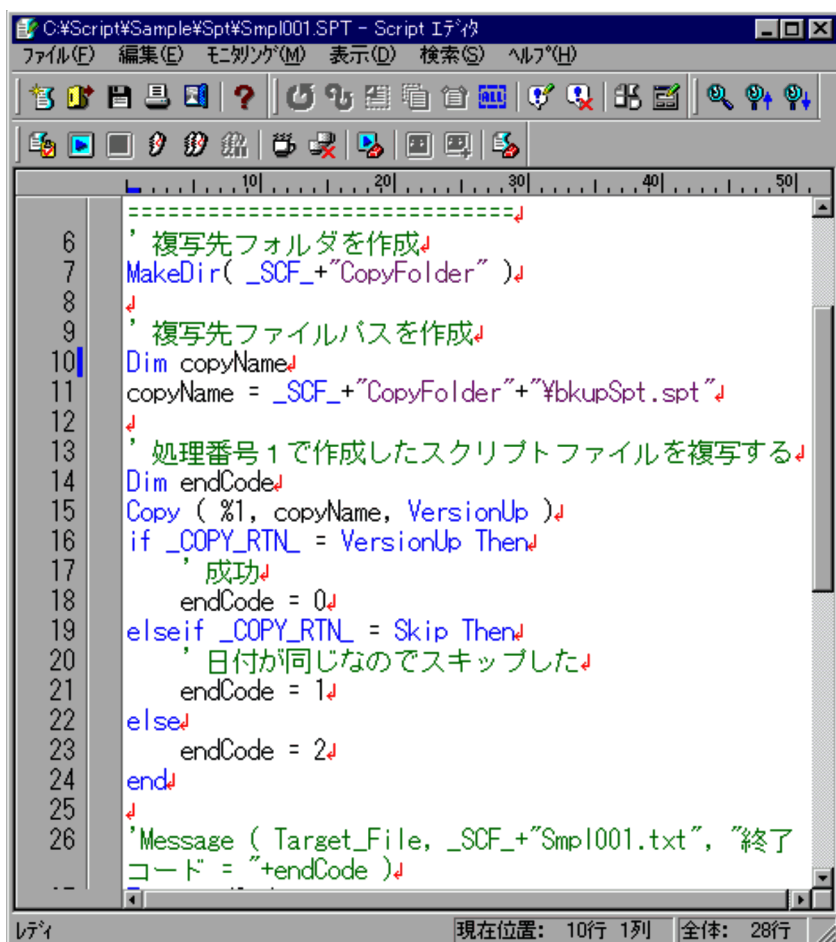 C:¥Script¥Sample¥Spt¥Smpl001.SPT - Script ｴﾃﾞｨﾀ
ﾌｧｲﾙ(F) 編集(E) ﾓﾆﾀﾘﾝｸﾞ(M) 表示(D) 検索(S) ﾍﾙﾌﾟ(H)
ALL
10 20 30 40 50
==============================
6 ' 複写先フォルダを作成
7 MakeDir( _SCF_+"CopyFolder" )
8
9 ' 複写先ファイルパスを作成
10 Dim copyName
11 copyName = _SCF_+"CopyFolder"+"¥bkupSpt.spt"
12
13 ' 処理番号１で作成したスクリプトファイルを複写する
14 Dim endCode
15 Copy ( %1, copyName, VersionUp )
16 if _COPY_RTN_ = VersionUp Then
17 ' 成功
18 endCode = 0
19 elseif _COPY_RTN_ = Skip Then
20 ' 日付が同じなのでスキップした
21 endCode = 1
22 else
23 endCode = 2
24 end
25
26 'Message ( Target_File, _SCF_+"Smpl001.txt", "終了
コード = "+endCode )
ﾚﾃﾞｨ 現在位置: 10行 1列 全体: 28行